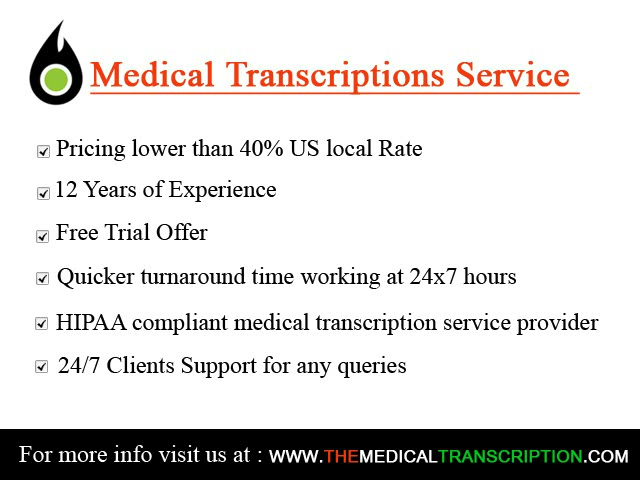 Medical Transcriptions Service
Pricing lower than 40% US local Rate
12 Years of Experience
Free Trial Offer
Quicker turnaround time working at 24x7 hours
HIPAA compliant medical transcription service provider
24/7 Clients Support for any queries
For more info visit us at : WWW.THEMEDICALTRANSCRIPTION.COM